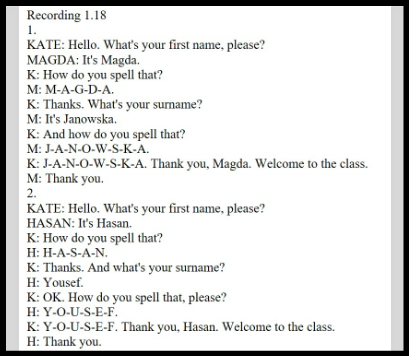 Recording 1.18
1.
KATE: Hello. What's your first name, please?
MAGDA: It's Magda.
K: How do you spell that?
M: M-A-G-D-A.
K: Thanks. What's your surname?
M: It's Janowska.
K: And how do you spell that?
M: J-A-N-O-W-S-K-A.
K: J-A-N-O-W-S-K-A. Thank you, Magda. Welcome to the class.
M: Thank you.
2.
KATE: Hello. What's your first name, please?
HASAN: It's Hasan.
K: How do you spell that?
H: H-A-S-A-N.
K: Thanks. And what's your surname?
H: Yousef.
K: OK. How do you spell that, please?
H: Y-O-U-S-E-F.
K: Y-O-U-S-E-F. Thank you, Hasan. Welcome to the class.
H: Thank you.